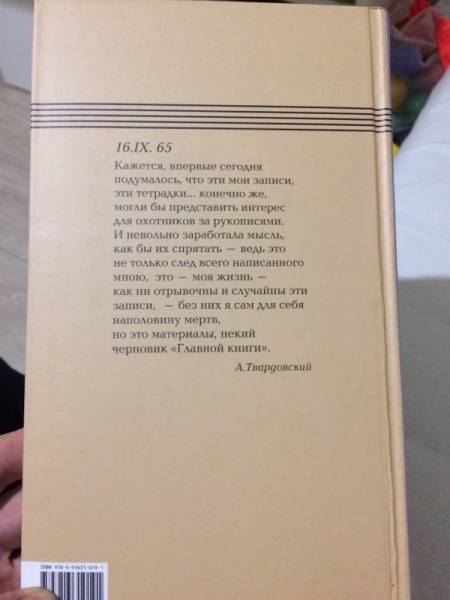 16.IX. 65
Кажется, впервые сегодня
подумалось, что эти мои записи,
эти тетрадки... конечно же,
могли бы представить интерес
для охотников за рукописями.
И невольно заработала мысль,
как бы их спрятать — ведь это
не только след всего написанного
мною, это — моя жизнь —
как ни отрывочны и случайны эти
записи, — без них я сам для себя
наполовину мертв,
но это материалы, некий
черновик «Главной книги».
А.Твардовский
ISBN